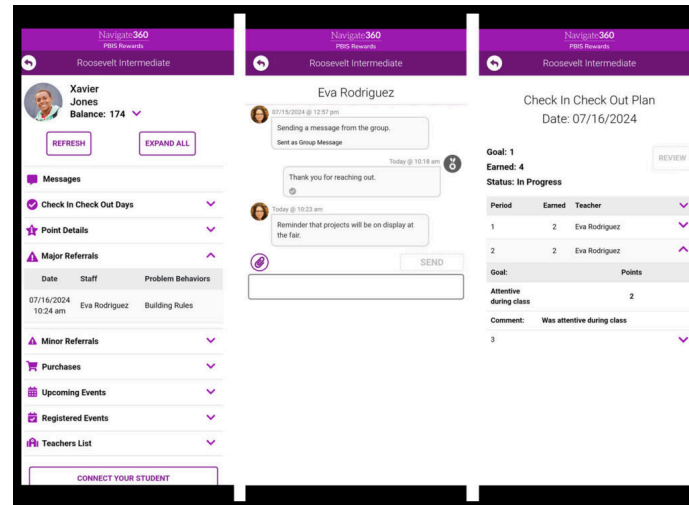 Navigate360
PBIS Rewards
Roosevelt Intermediate
Xavier
Jones
Balance: 174
REFRESH
EXPAND ALL
Messages
Check In Check Out Days
Point Details
Major Referrals
Date Staff Problem Behaviors
07/16/2024
10:24 am
Eva Rodriguez Building Rules
Minor Referrals
Purchases
Upcoming Events
Registered Events
Teachers List
CONNECT YOUR STUDENT
Navigate360
PBIS Rewards
Roosevelt Intermediate
Eva Rodriguez
07/15/2024 @ 12:57 pm
Sending a message from the group.
Sent as Group Message
Today @ 10:18 am
Thank you for reaching out.
Today @ 10:23 am
Reminder that projects will be on display at
the fair.
SEND
Navigate360
PBIS Rewards
Roosevelt Intermediate
Check In Check Out Plan
Date: 07/16/2024
Goal: 1
Earned: 4
Status: In Progress
REVIEW
Period Earned Teacher
1 2 Eva Rodriguez
2 2 Eva Rodriguez
Goal: Points
Attentive
during class
2
Comment: Was attentive during class
3